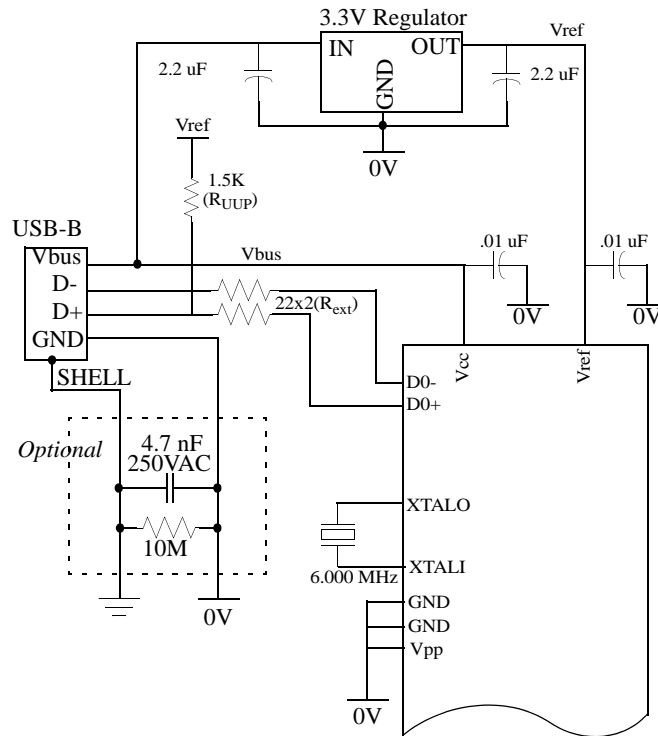 3.3V Regulator
IN
OUT
GND
Vref
2.2 uF
2.2 uF
0V
Vref
1.5K
(RUUP)
USB-B
Vbus
D-
D+
GND
SHELL
Vbus
22x2(Rext)
.01 uF
0V
.01 uF
0V
Vcc
Vref
D0-
D0+
Optional
4.7 nF
250VAC
10M
0V
XTALO
6.000 MHz
XTALI
GND
GND
Vpp
0V